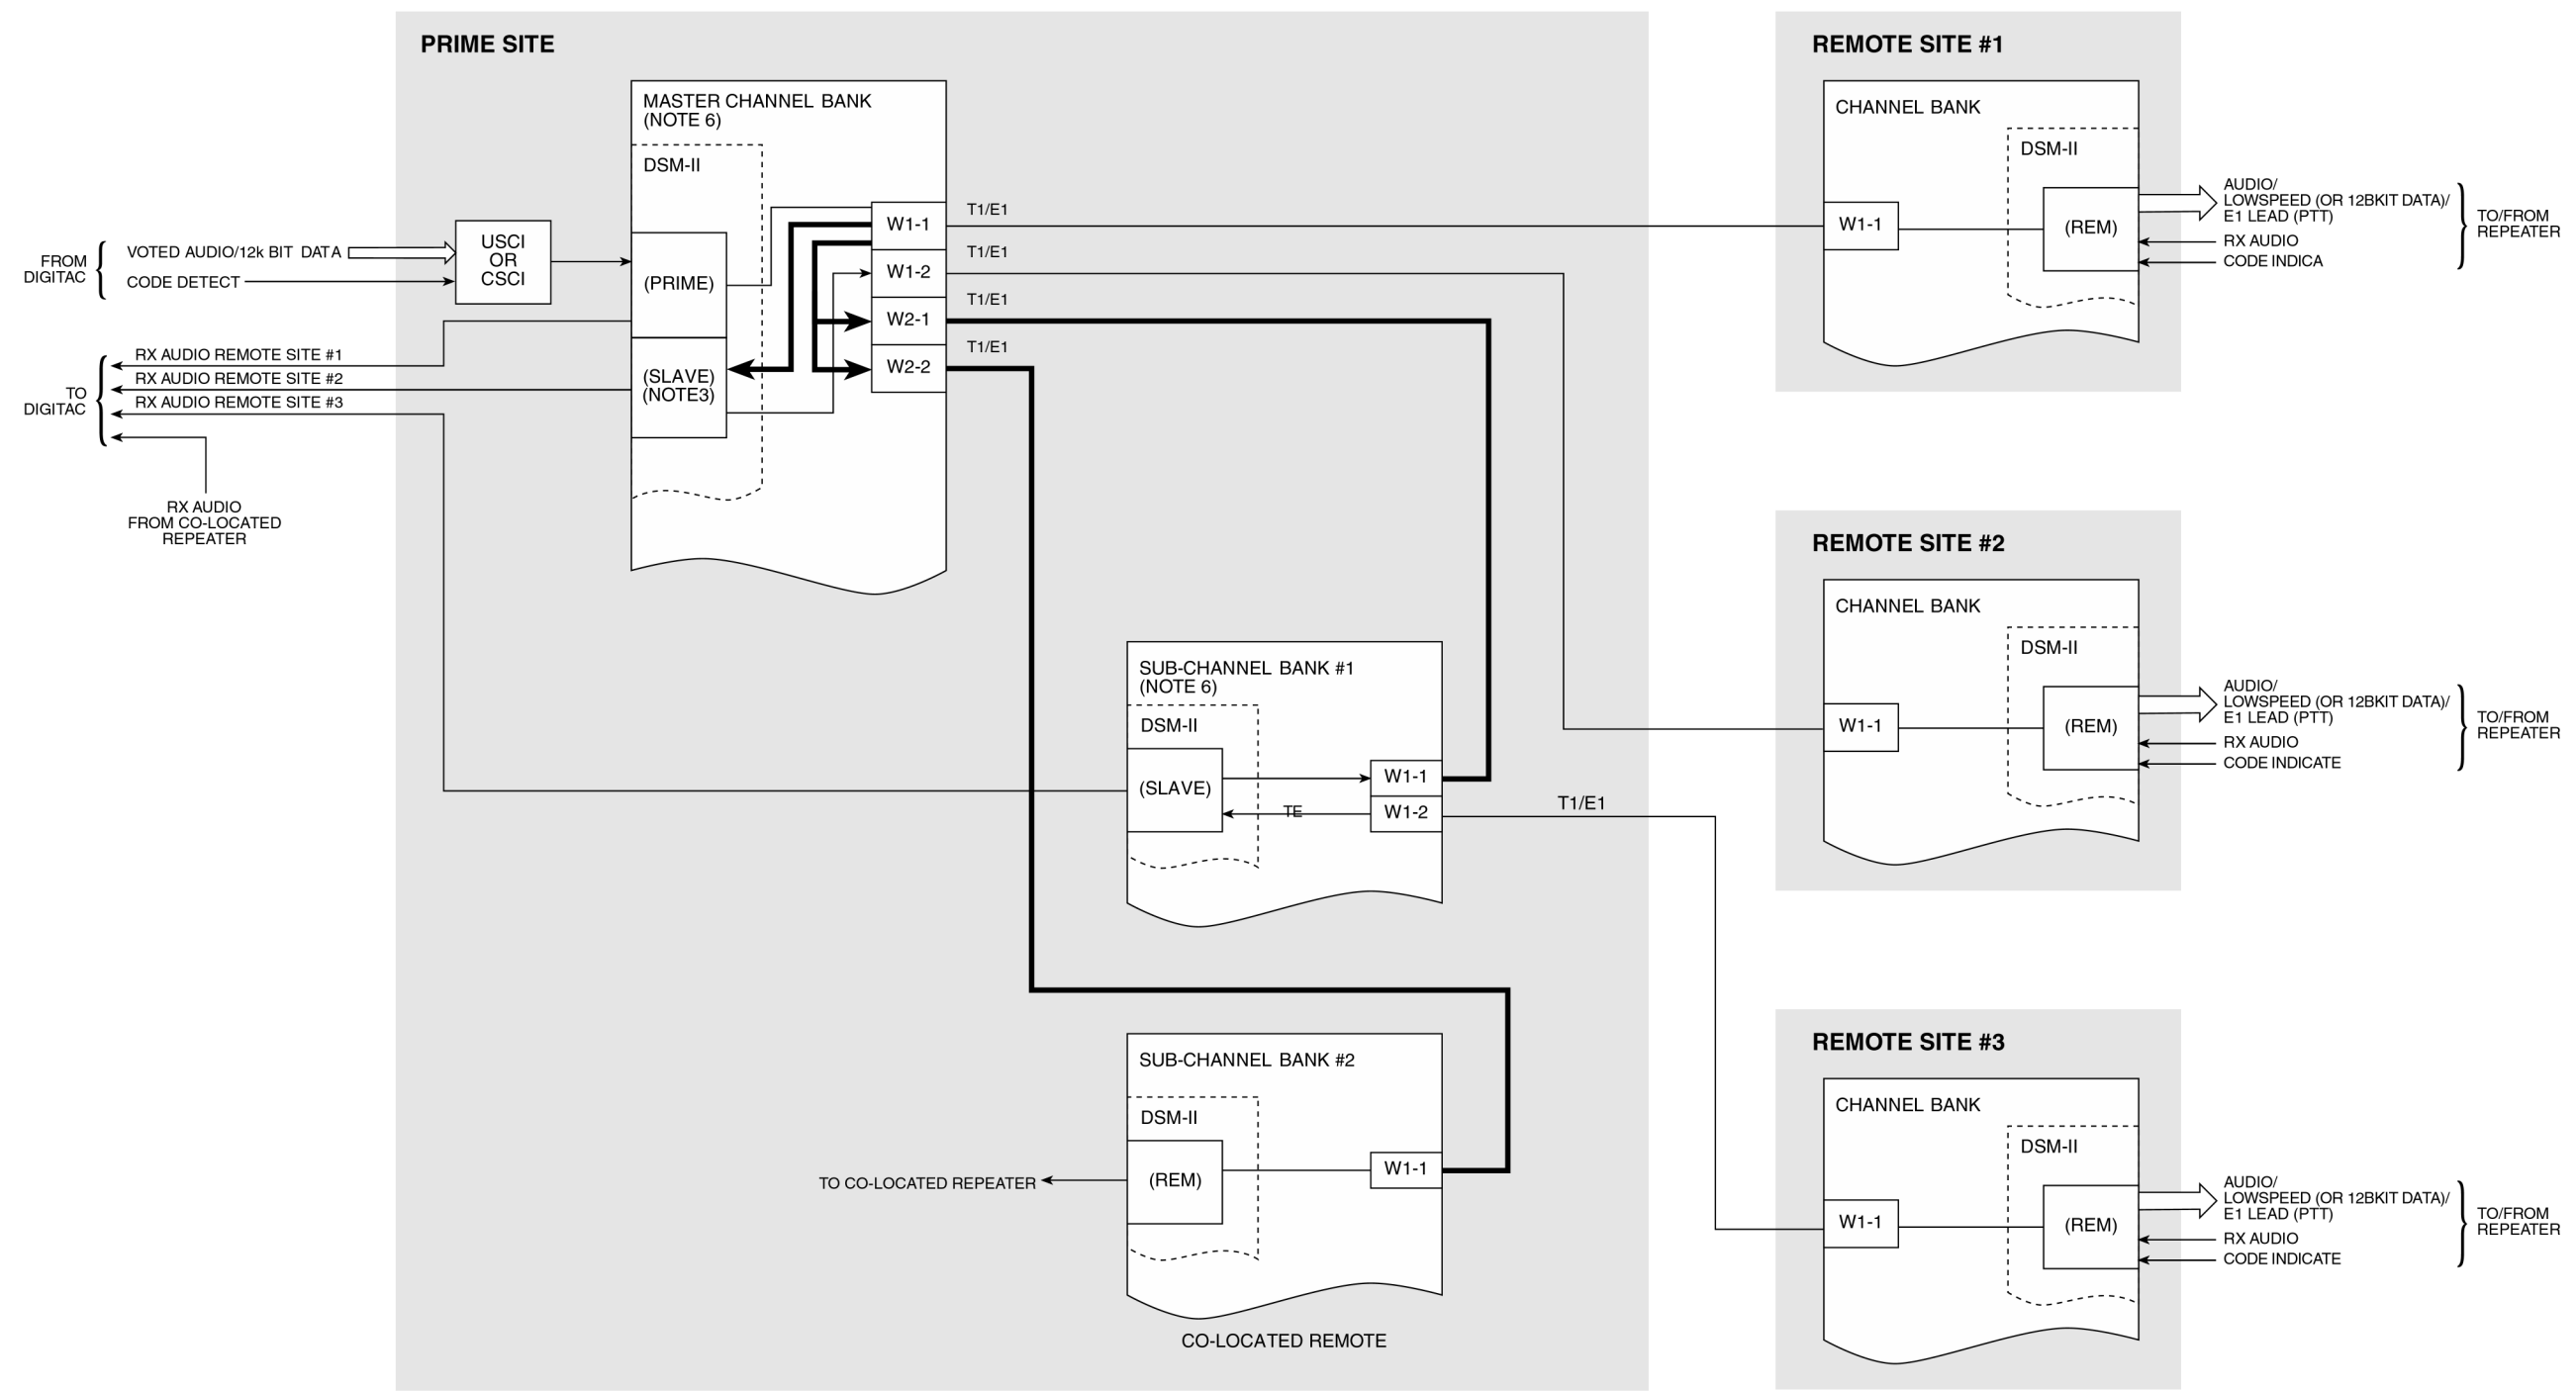 PRIME SITE
MASTER CHANNEL BANK
(NOTE 6)
DSM-II
(PRIME)
(SLAVE)
(NOTE3)
W1-1
W1-2
W2-1
W2-2
T1/E1
T1/E1
T1/E1
T1/E1
USCI
OR
CSCI
FROM
DIGITAC
VOTED AUDIO/12k BIT DATA
CODE DETECT
TO
DIGITAC
RX AUDIO REMOTE SITE #1
RX AUDIO REMOTE SITE #2
RX AUDIO REMOTE SITE #3
RX AUDIO
FROM CO-LOCATED
REPEATER
SUB-CHANNEL BANK #1
(NOTE 6)
DSM-II
(SLAVE)
TE
W1-1
W1-2
T1/E1
SUB-CHANNEL BANK #2
DSM-II
(REM)
W1-1
TO CO-LOCATED REPEATER
CO-LOCATED REMOTE
REMOTE SITE #1
CHANNEL BANK
DSM-II
W1-1
(REM)
AUDIO/
LOWSPEED (OR 12BKIT DATA)/
E1 LEAD (PTT)
RX AUDIO
CODE INDICA
TO/FROM
REPEATER
REMOTE SITE #2
CHANNEL BANK
DSM-II
W1-1
(REM)
AUDIO/
LOWSPEED (OR 12BKIT DATA)/
E1 LEAD (PTT)
RX AUDIO
CODE INDICATE
TO/FROM
REPEATER
REMOTE SITE #3
CHANNEL BANK
DSM-II
W1-1
(REM)
AUDIO/
LOWSPEED (OR 12BKIT DATA)/
E1 LEAD (PTT)
RX AUDIO
CODE INDICATE
TO/FROM
REPEATER